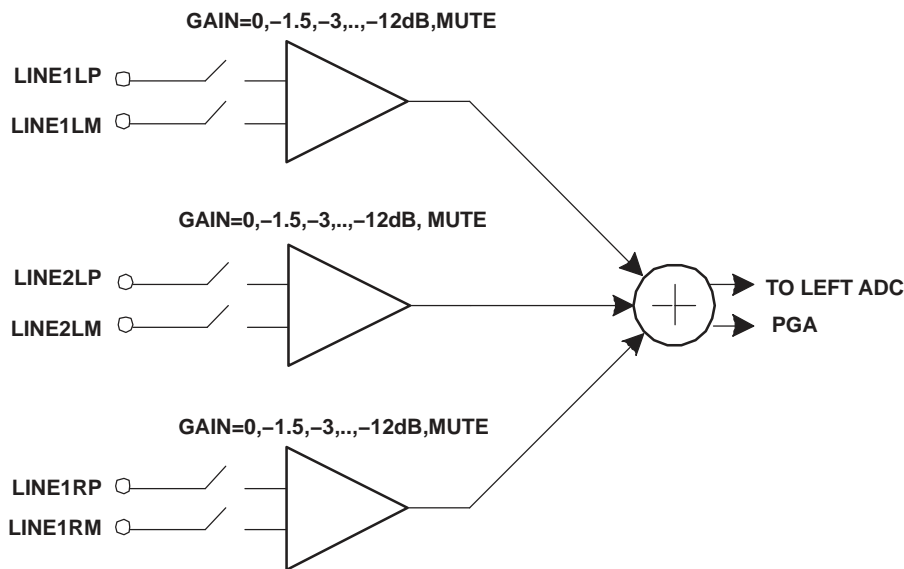 GAIN=0,−1.5,−3,..,−12dB,MUTE
LINE1LP
LINE1LM
GAIN=0,−1.5,−3,..,−12dB, MUTE
LINE2LP
LINE2LM
TO LEFT ADC
PGA
GAIN=0,−1.5,−3,..,−12dB,MUTE
LINE1RP
LINE1RM